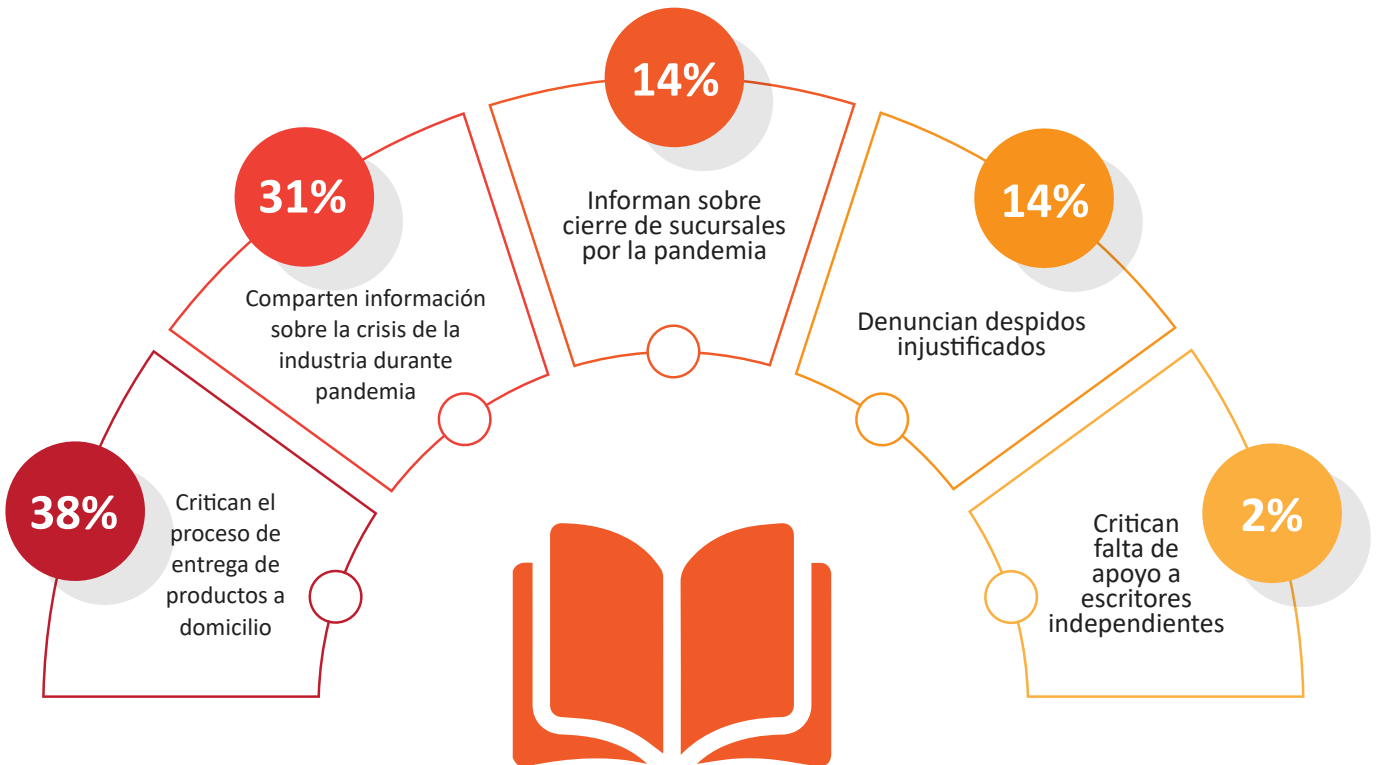 38%
Critican el
proceso de
entrega de
productos a
domicilio
31%
Comparten información
sobre la crisis de la
industria durante
pandemia
14%
Informan sobre
cierre de sucursales
por la pandemia
14%
Denuncian despidos
injustificados
2%
Critican
falta de
apoyo a
escritores
independientes